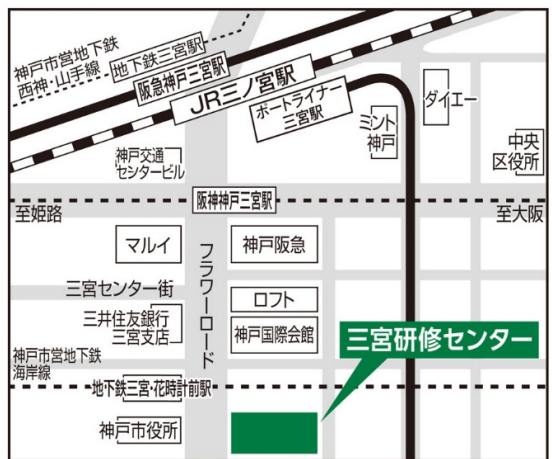 神戸市営地下鉄
西神・山手線
地下鉄三宮駅
阪急神戸三宮駅
JR三ノ宮駅
ポートライナー
三宮駅
ミント
神戸
ダイエー
中央
区役所
神戸交通
センタービル
阪神神戸三宮駅
至姫路
至大阪
マルイ
フラワーロード
神戸阪急
三宮センター街
ロフト
三井住友銀行
三宮支店
神戸国際会館
三宮研修センター
神戸市営地下鉄
海岸線
地下鉄三宮・花時計前駅
神戸市役所